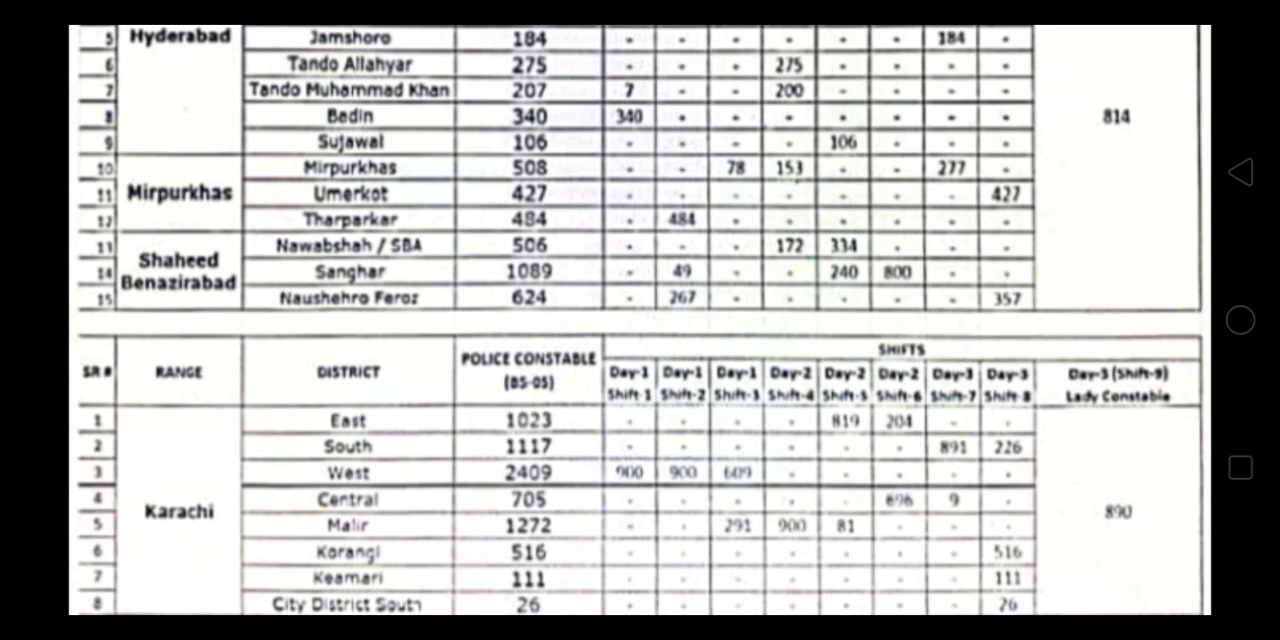 5 Hyderabad Jamshoro 184 - - - - - - 184 -
6 Tando Allahyar 275 - - - 275 - - - -
7 Tando Muhammad Khan 207 7 - - 200 - - - -
8 Badin 340 340 - - - - - - - 814
9 Sujawal 106 - - - - 106 - - -
10 Mirpurkhas 508 - - 78 153 - - 277 -
11 Mirpurkhas Umerkot 427 - - - - - - - 427
12 Tharparkar 484 - 484 - - - - - -
13 Shaheed Nawabshah / SBA 506 - - - 172 334 - - -
14 Benazirabad Sanghar 1089 - 49 - - 240 800 - -
15 Naushehro Feroz 624 - 267 - - - - - 357
SHIFTS
SR # RANGE DISTRICT POLICE CONSTABLE (BS-05) Day-1 Shift-1 Day-1 Shift-2 Day-1 Shift-3 Day-2 Shift-4 Day-2 Shift-5 Day-2 Shift-6 Day-3 Shift-7 Day-3 Shift-8 Day-3 (Shift-9) Lady Constable
1 East 1023 - - - - 819 204 - -
2 South 1117 - - - - - - 891 226
3 West 2409 900 900 609 - - - - -
4 Karachi Central 705 - - - - - 696 9 - 890
5 Malir 1272 - - 291 900 81 - - -
6 Korangi 516 - - - - - - - 516
7 Keamari 111 - - - - - - - 111
8 City District South 26 - - - - - - - 26